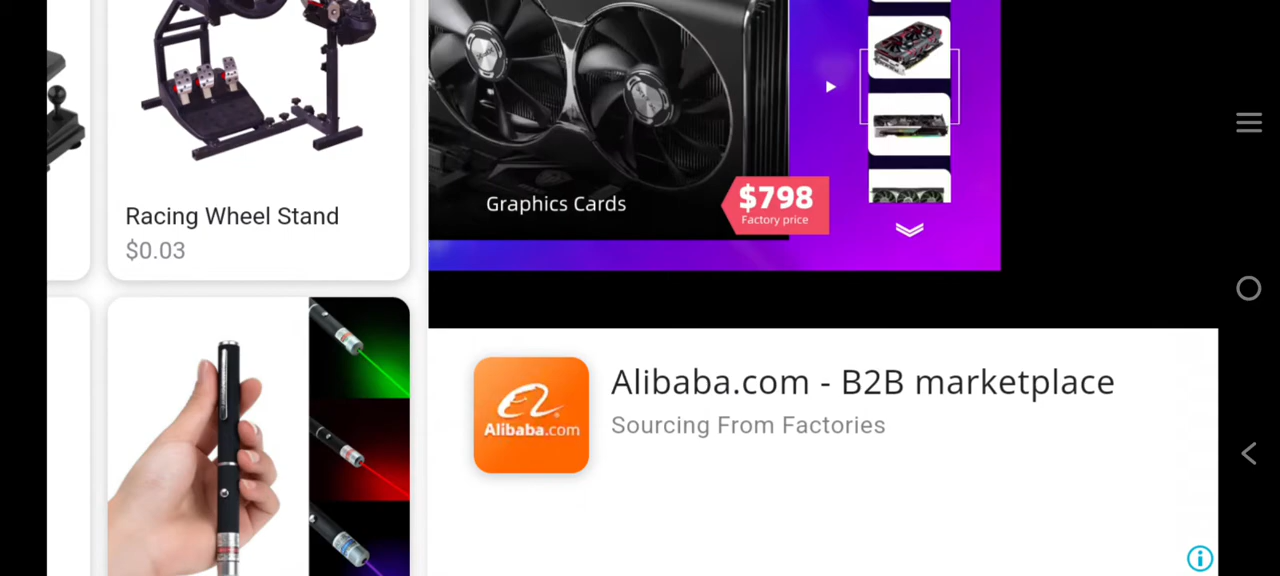 Racing Wheel Stand
$0.03
Graphics Cards
$798
Factory price
Alibaba.com
Alibaba.com - B2B marketplace
Sourcing From Factories